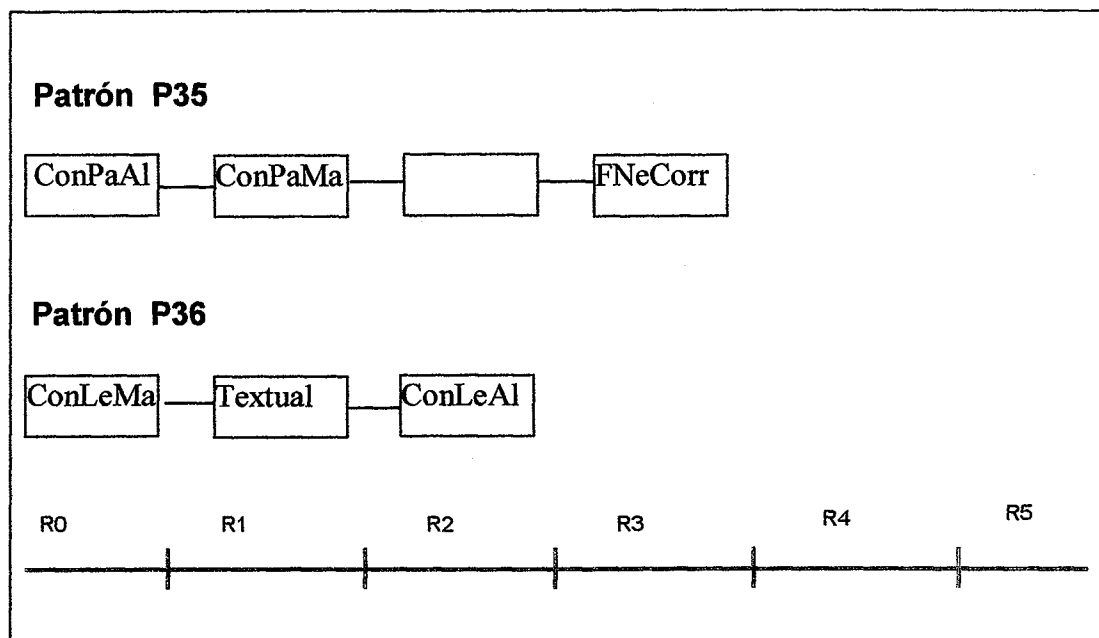 Patrón P35
ConPaAl ConPaMa FNeCorr
Patrón P36
ConLeMa Textual ConLeAl
R0 R1 R2 R3 R4 R5